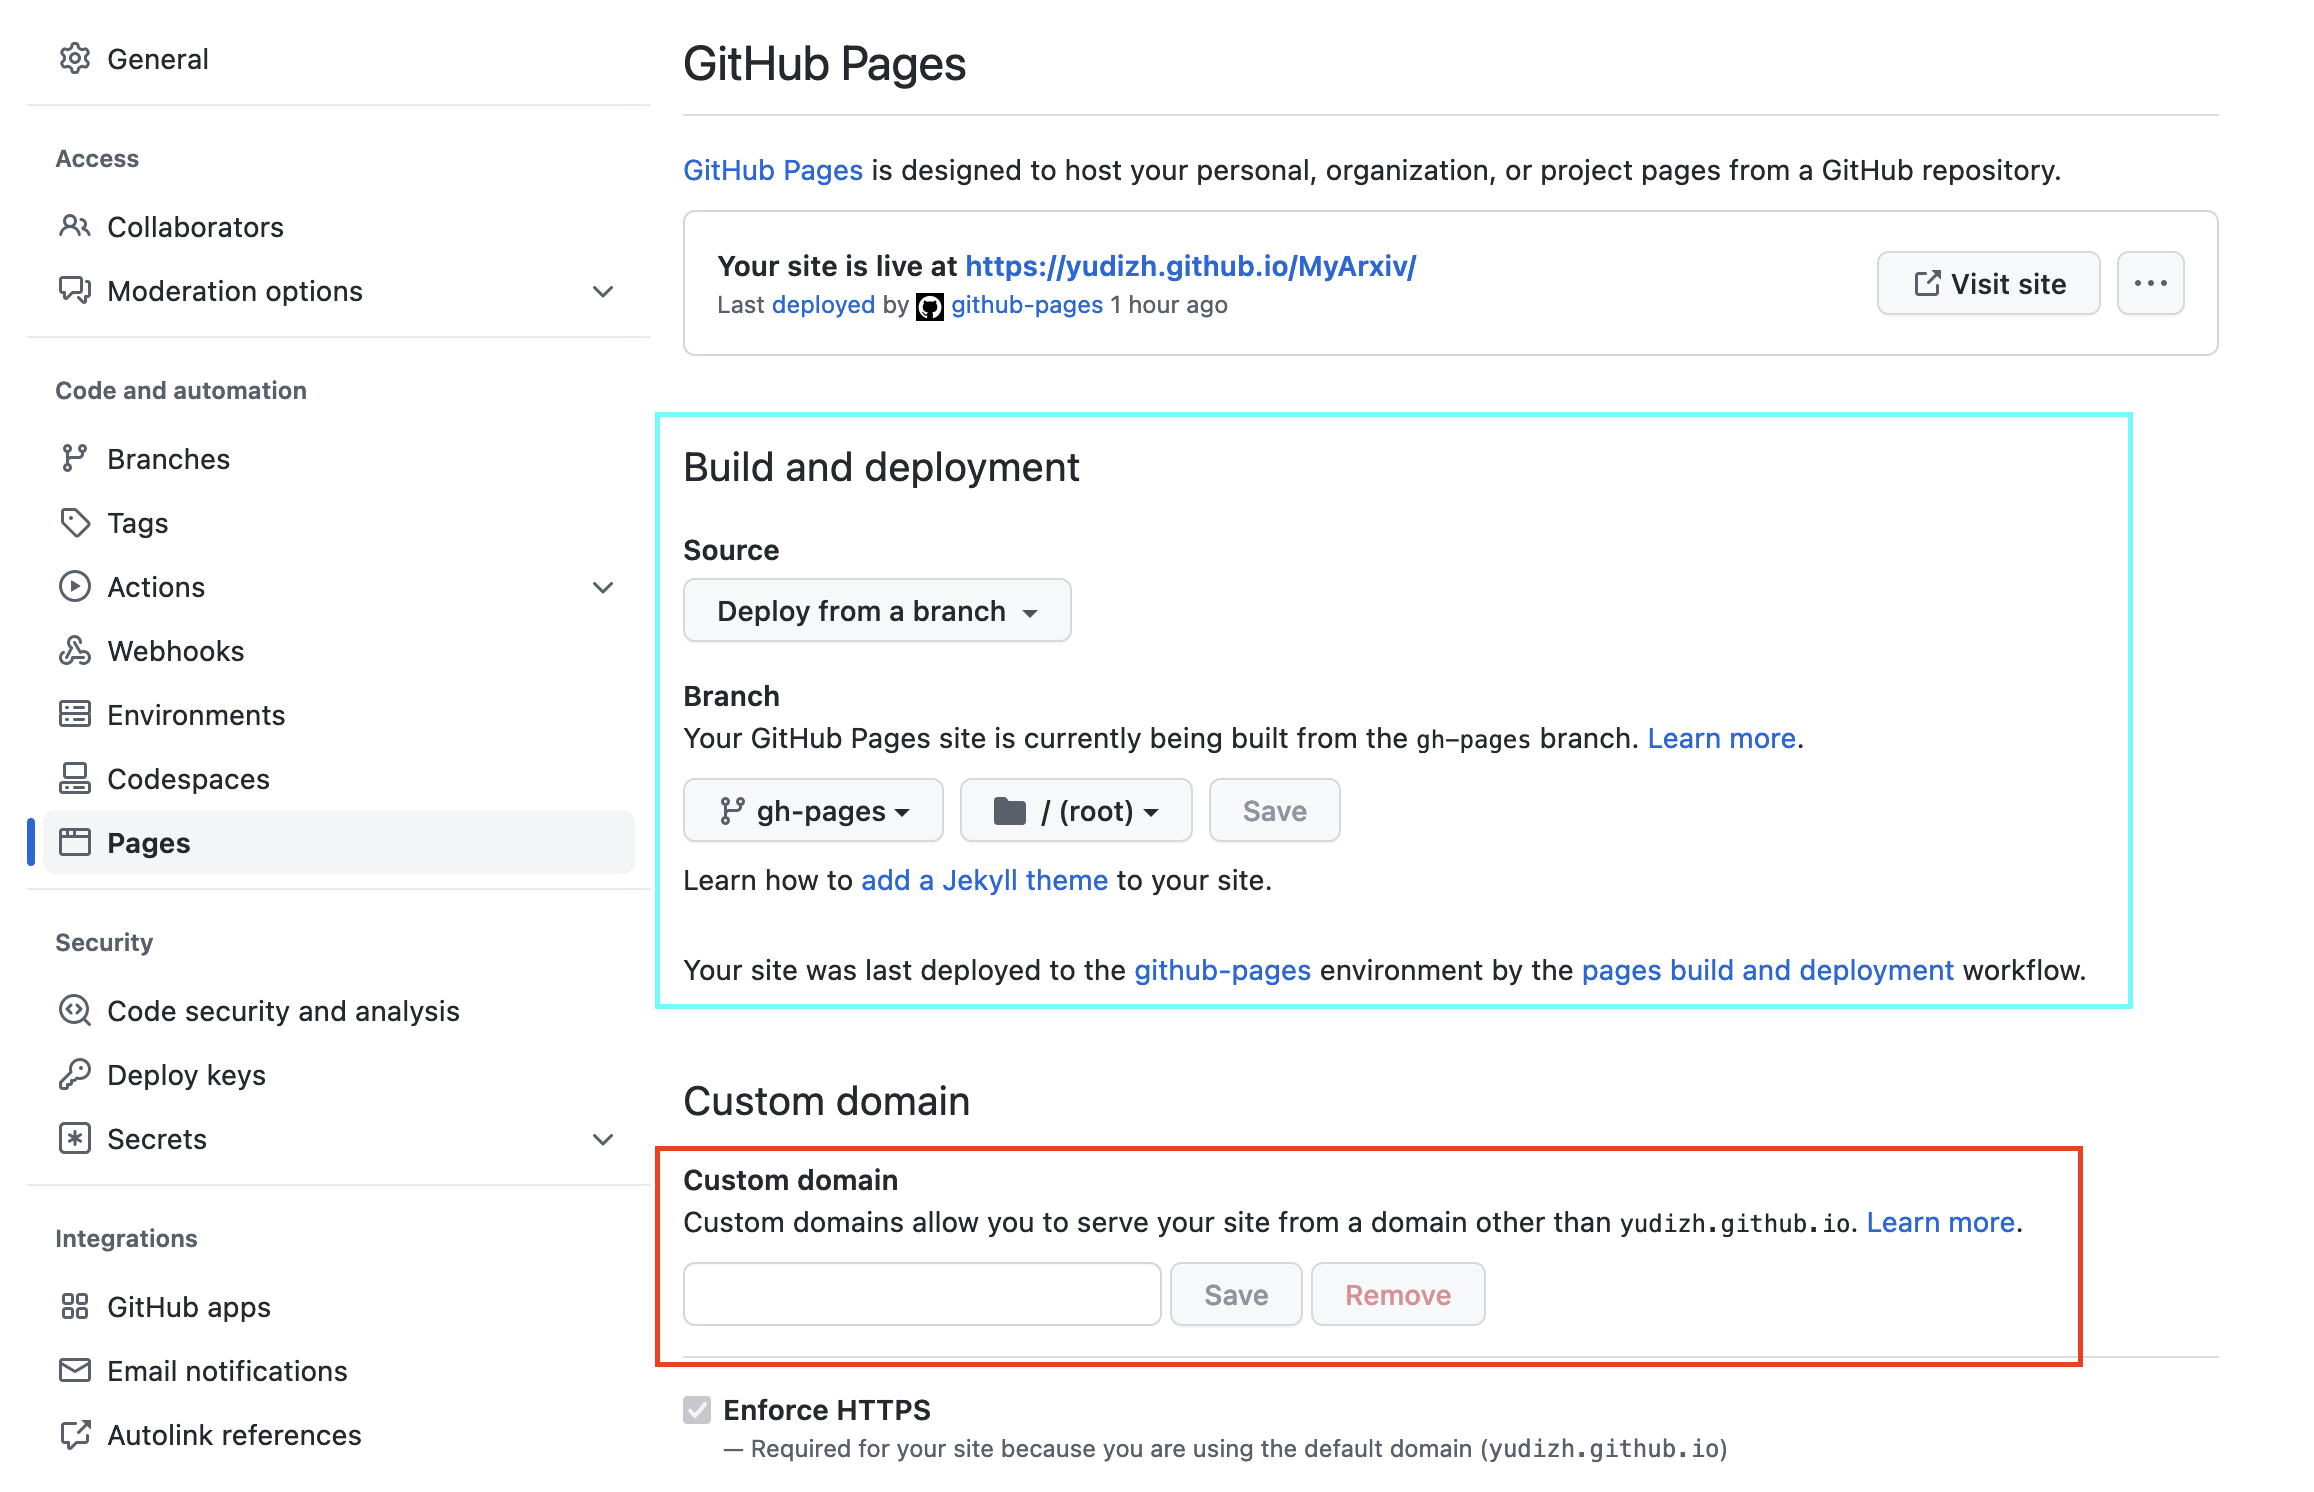 General
Access
Collaborators
Moderation options
Code and automation
Branches
Tags
Actions
Webhooks
Environments
Codespaces
Pages
Security
Code security and analysis
Deploy keys
Secrets
Integrations
GitHub apps
Email notifications
Autolink references
GitHub Pages
GitHub Pages is designed to host your personal, organization, or project pages from a GitHub repository.
Your site is live at https://yudizh.github.io/MyArxiv/
Last deployed by github-pages 1 hour ago
Visit site
Build and deployment
Source
Deploy from a branch
Branch
Your GitHub Pages site is currently being built from the gh-pages branch. Learn more.
gh-pages / (root) Save
Learn how to add a Jekyll theme to your site.
Your site was last deployed to the github-pages environment by the pages build and deployment workflow.
Custom domain
Custom domain
Custom domains allow you to serve your site from a domain other than yudizh.github.io. Learn more.
Save Remove
Enforce HTTPS
— Required for your site because you are using the default domain (yudizh.github.io)